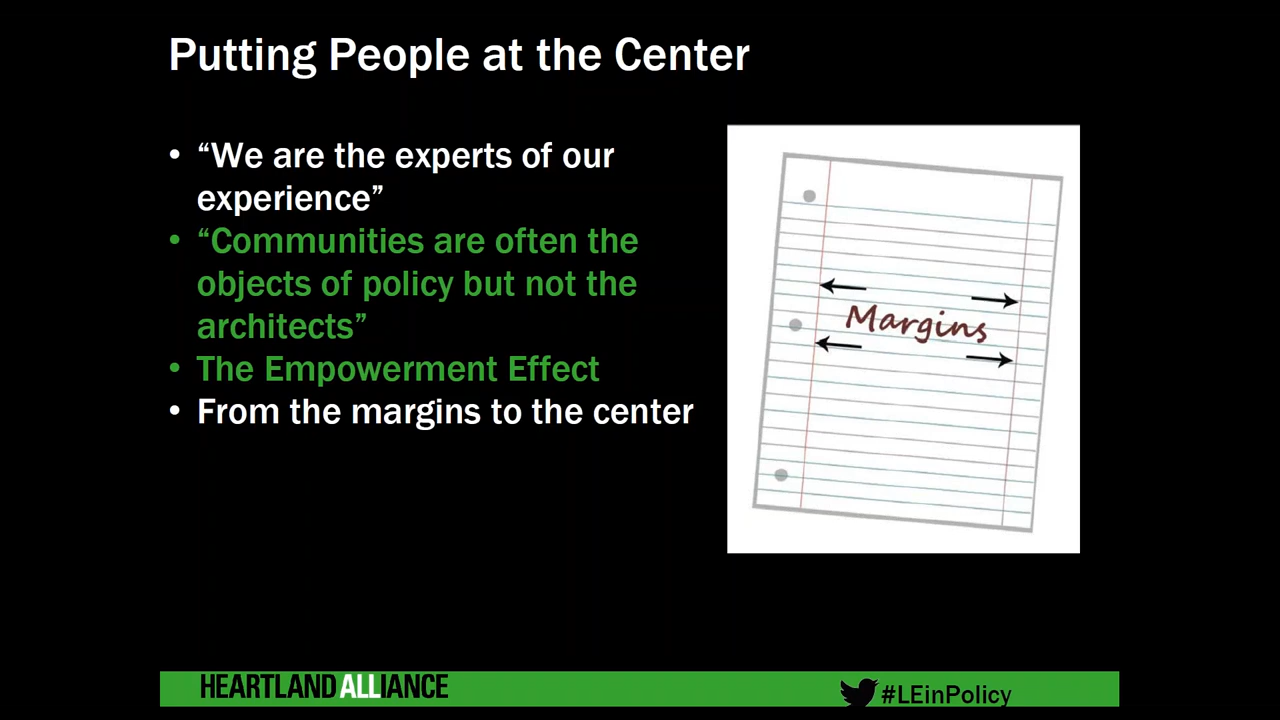 Putting People at the Center
• “We are the experts of our
experience”
• “Communities are often the
objects of policy but not the
architects”
• The Empowerment Effect
• From the margins to the center
Margins
HEARTLAND ALLIANCE
#LEinPolicy